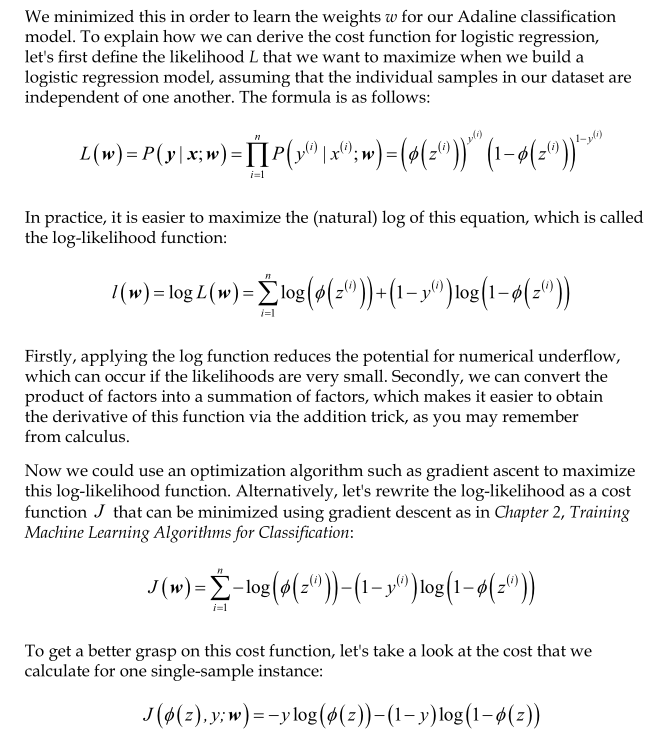 We minimized this in order to learn the weights w for our Adaline classification
model. To explain how we can derive the cost function for logistic regression,
let's first define the likelihood L that we want to maximize when we build a
logistic regression model, assuming that the individual samples in our dataset are
independent of one another. The formula is as follows:
L(w) = P(y | x; w) = ∏_{i=1}^{n} P(y^{(i)} | x^{(i)}; w) = (ϕ(z^{(i)}))^{y^{(i)}} (1 − ϕ(z^{(i)}))^{1−y^{(i)}}
In practice, it is easier to maximize the (natural) log of this equation, which is called
the log-likelihood function:
l(w) = log L(w) = ∑_{i=1}^{n} log(ϕ(z^{(i)})) + (1 − y^{(i)}) log(1 − ϕ(z^{(i)}))
Firstly, applying the log function reduces the potential for numerical underflow,
which can occur if the likelihoods are very small. Secondly, we can convert the
product of factors into a summation of factors, which makes it easier to obtain
the derivative of this function via the addition trick, as you may remember
from calculus.
Now we could use an optimization algorithm such as gradient ascent to maximize
this log-likelihood function. Alternatively, let's rewrite the log-likelihood as a cost
function J that can be minimized using gradient descent as in Chapter 2, Training
Machine Learning Algorithms for Classification:
J(w) = ∑_{i=1}^{n} − log(ϕ(z^{(i)})) − (1 − y^{(i)}) log(1 − ϕ(z^{(i)}))
To get a better grasp on this cost function, let's take a look at the cost that we
calculate for one single-sample instance:
J(ϕ(z), y; w) = −y log(ϕ(z)) − (1 − y) log(1 − ϕ(z))